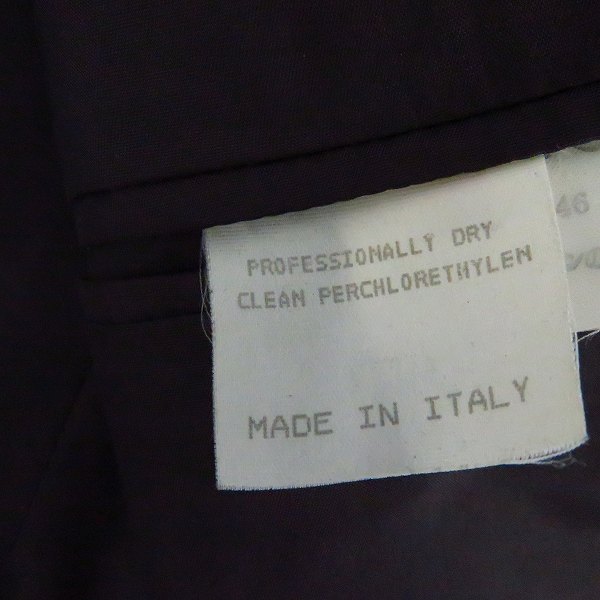 PROFESSIONALLY DRY
CLEAN PERCHLORETHYLEN
MADE IN ITALY
46